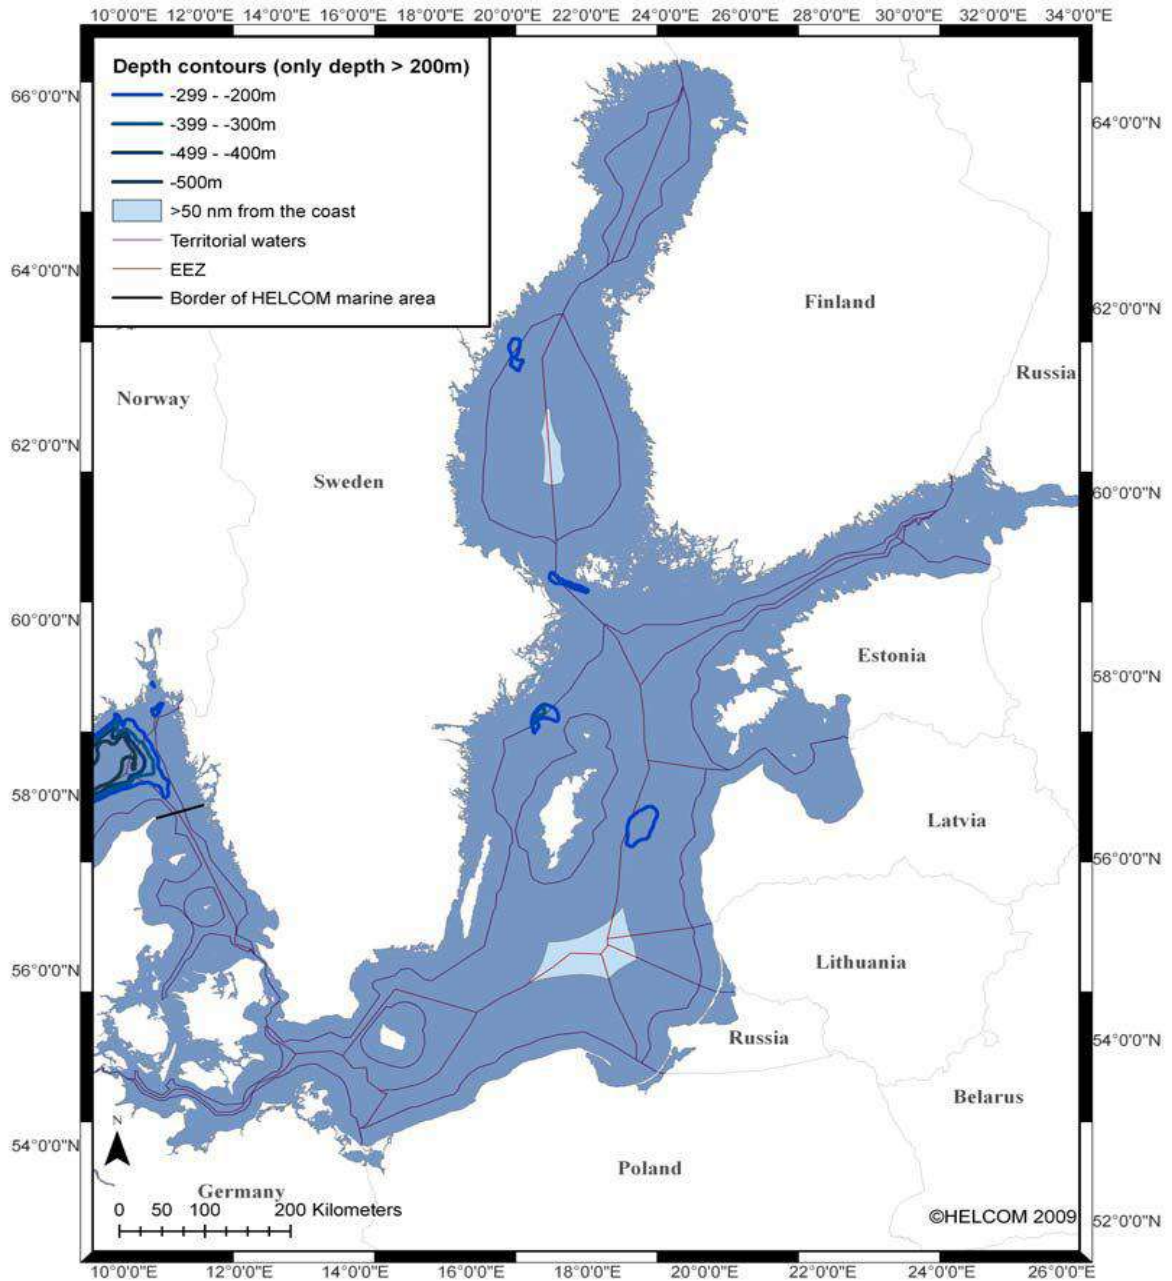 10°0'0"E 12°0'0"E 14°0'0"E 16°0'0"E 18°0'0"E 20°0'0"E 22°0'0"E 24°0'0"E 26°0'0"E 28°0'0"E 30°0'0"E 32°0'0"E 34°0'0"E
Depth contours (only depth > 200m)
-299 - -200m
-399 - -300m
-499 - -400m
-500m
>50 nm from the coast
Territorial waters
EEZ
Border of HELCOM marine area
66°0'0"N
64°0'0"N
62°0'0"N
60°0'0"N
58°0'0"N
56°0'0"N
54°0'0"N
64°0'0"N
62°0'0"N
60°0'0"N
58°0'0"N
56°0'0"N
54°0'0"N
52°0'0"N
Finland
Russia
Norway
Sweden
Estonia
Latvia
Lithuania
Russia
Belarus
Poland
Germany
N
0 50 100 200 Kilometers
©HELCOM 2009
10°0'0"E 12°0'0"E 14°0'0"E 16°0'0"E 18°0'0"E 20°0'0"E 22°0'0"E 24°0'0"E 26°0'0"E